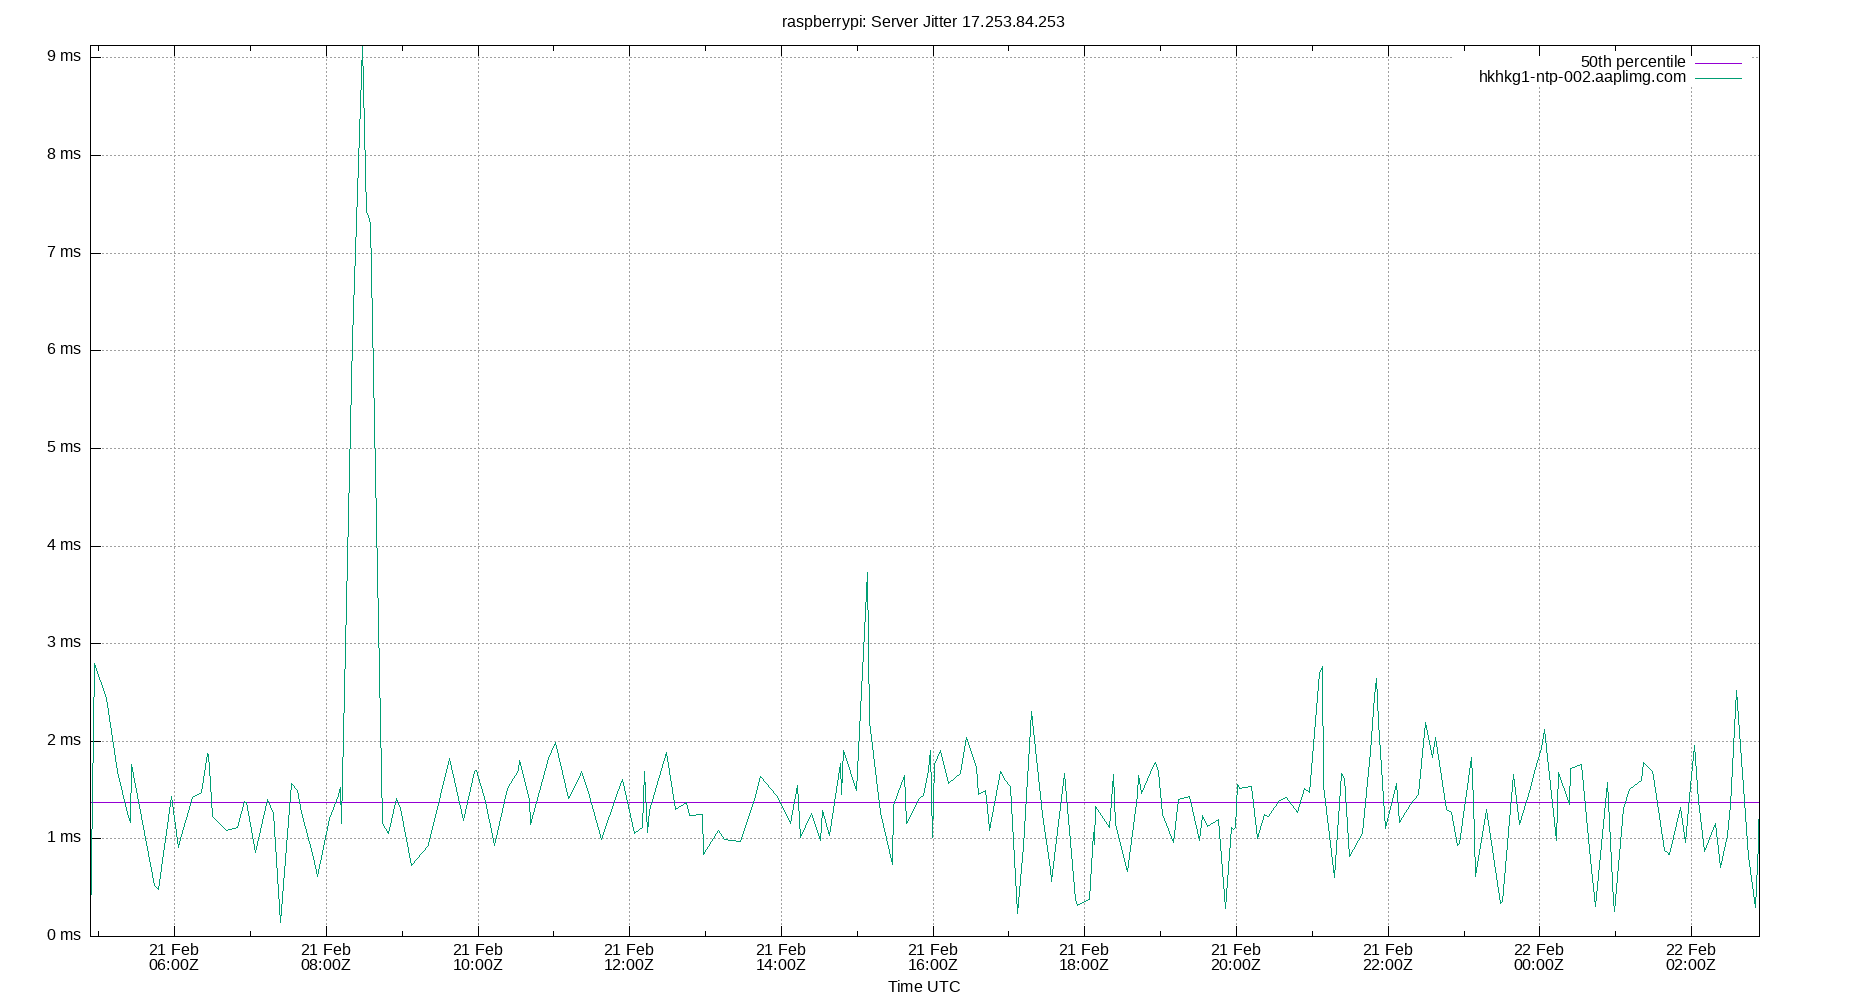 raspberrypi: Server Jitter 17.253.84.253
9 ms
8 ms
7 ms
6 ms
5 ms
4 ms
3 ms
2 ms
1 ms
0 ms
50th percentile
hkhkg1-ntp-002.aaplimg.com
21 Feb
06:00Z
21 Feb
08:00Z
21 Feb
10:00Z
21 Feb
12:00Z
21 Feb
14:00Z
21 Feb
16:00Z
21 Feb
18:00Z
21 Feb
20:00Z
21 Feb
22:00Z
22 Feb
00:00Z
22 Feb
02:00Z
Time UTC